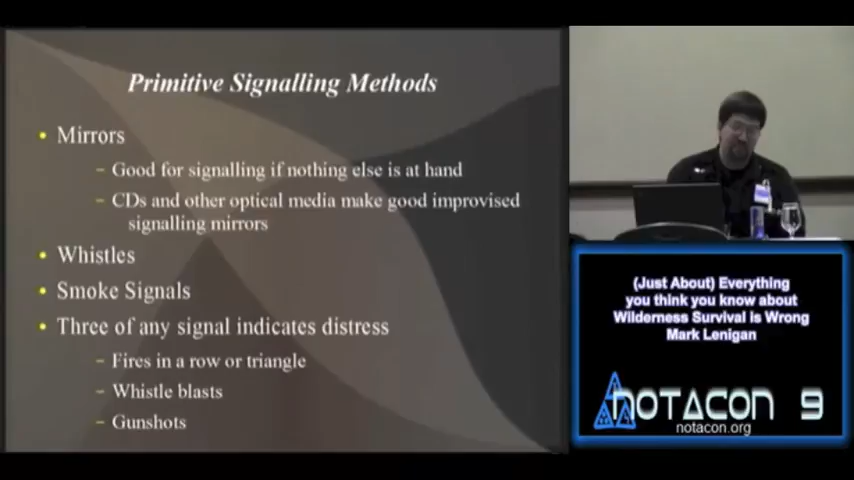 Primitive Signalling Methods
• Mirrors
– Good for signalling if nothing else is at hand
– CDs and other optical media make good improvised
signalling mirrors
• Whistles
• Smoke Signals
• Three of any signal indicates distress
– Fires in a row or triangle
– Whistle blasts
– Gunshots
(Just About) Everything
you think you know about
Wilderness Survival is Wrong
Mark Lenigan
NOTACON 9
notacon.org